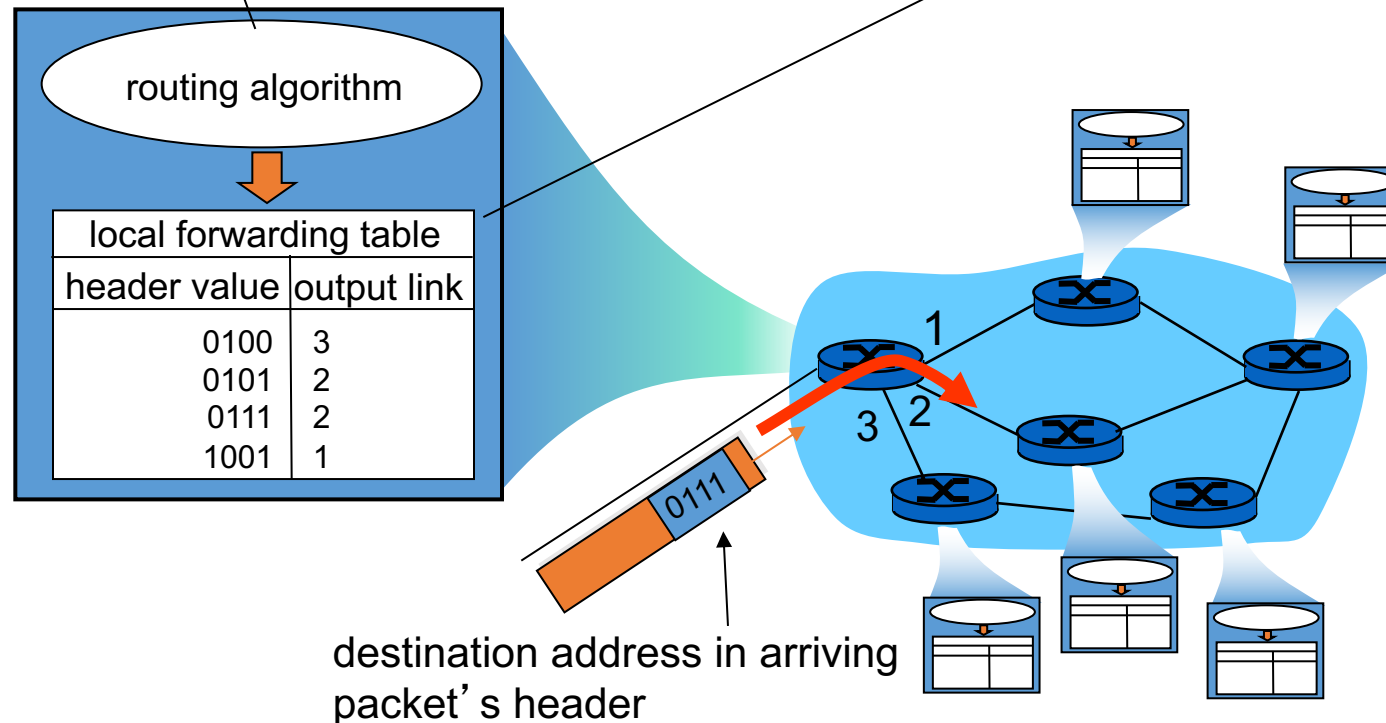 routing algorithm
local forwarding table
header value output link
0100 3
0101 2
0111 2
1001 1
1
2
3
0111
destination address in arriving
packet’s header